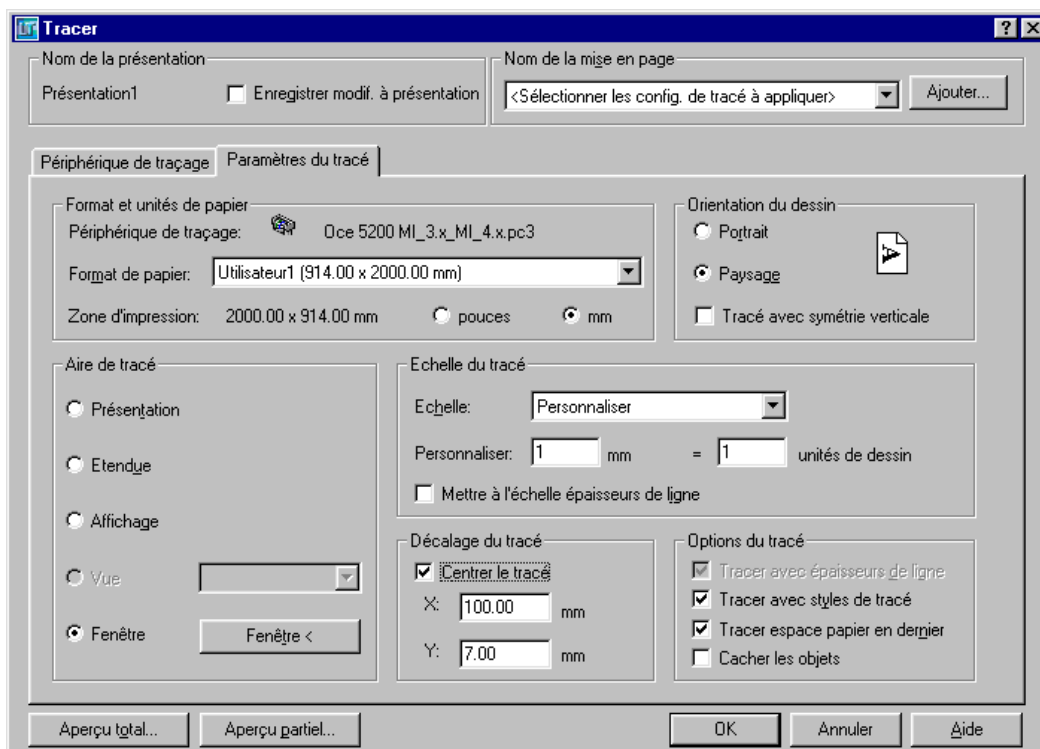 LT Tracer
Nom de la présentation
Présentation1
Enregistrer modif. à présentation
Nom de la mise en page
<Sélectionner les config. de tracé à appliquer>
Ajouter...
Périphérique de traçage
Paramètres du tracé
Format et unités de papier
Périphérique de traçage: Oce 5200 MI_3.x_MI_4.x.pc3
Format de papier: Utilisateur1 (914.00 x 2000.00 mm)
Zone d'impression: 2000.00 x 914.00 mm pouces mm
Orientation du dessin
Portrait
A
Paysage
Tracé avec symétrie verticale
Aire de tracé
Présentation
Etendue
Affichage
Vue
Fenêtre Fenêtre <
Echelle du tracé
Echelle: Personnaliser
Personnaliser: 1 mm = 1 unités de dessin
Mettre à l'échelle épaisseurs de ligne
Décalage du tracé
Centrer le tracé
X: 100.00 mm
Y: 7.00 mm
Options du tracé
Tracer avec épaisseurs de ligne
Tracer avec styles de tracé
Tracer espace papier en dernier
Cacher les objets
Aperçu total... Aperçu partiel... OK Annuler Aide